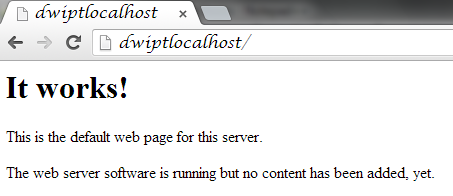 dwiptlocalhost
dwiptlocalhost/
It works!
This is the default web page for this server.
The web server software is running but no content has been added, yet.